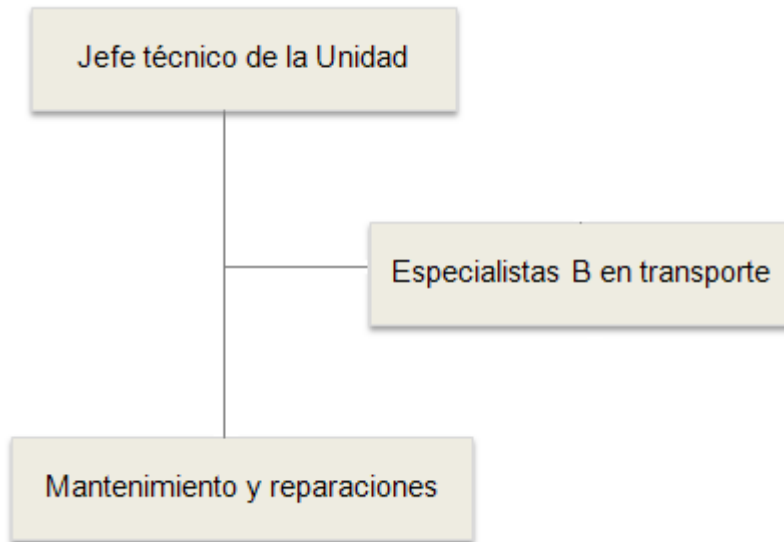 Jefe técnico de la Unidad
Especialistas B en transporte
Mantenimiento y reparaciones